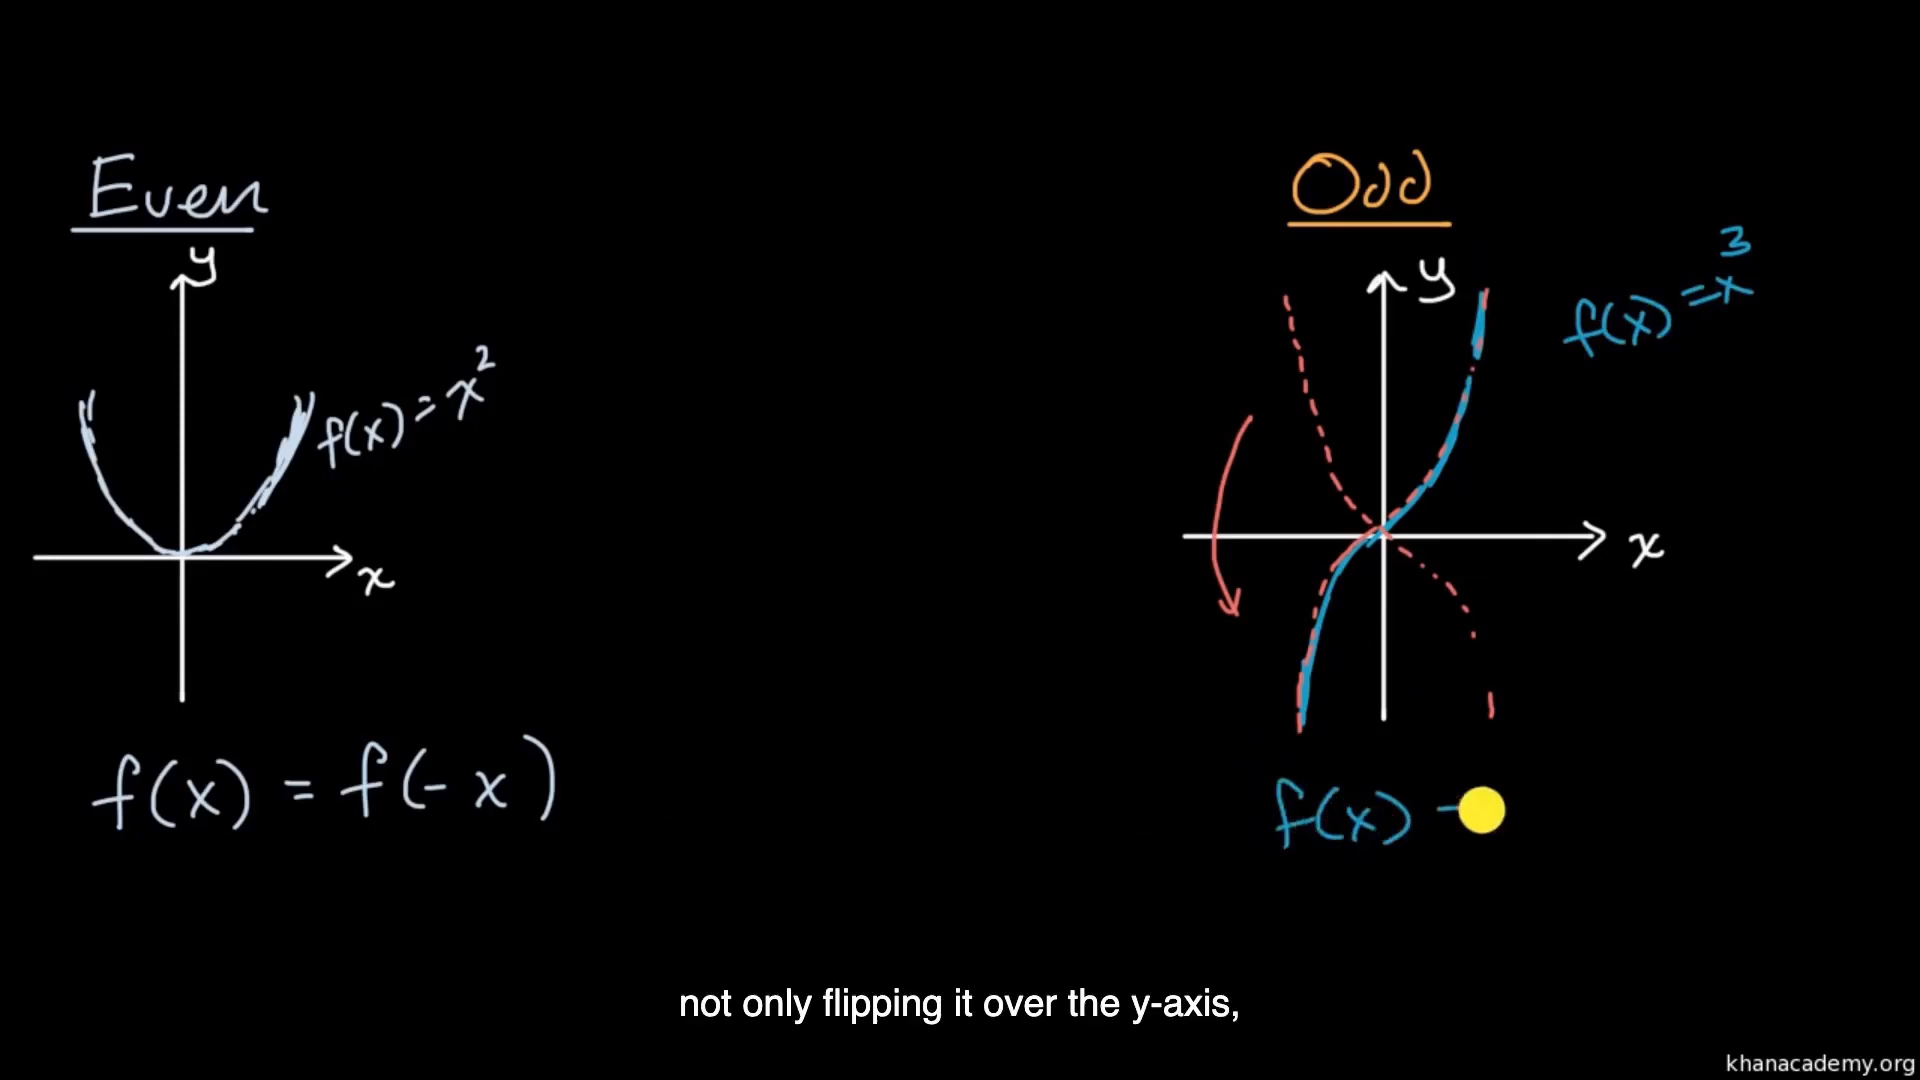 Even
Odd
y
y
f(x) = x²
f(x) = x³
x
x
f(x) = f(-x)
f(x) -
not only flipping it over the y-axis,
khanacademy.org